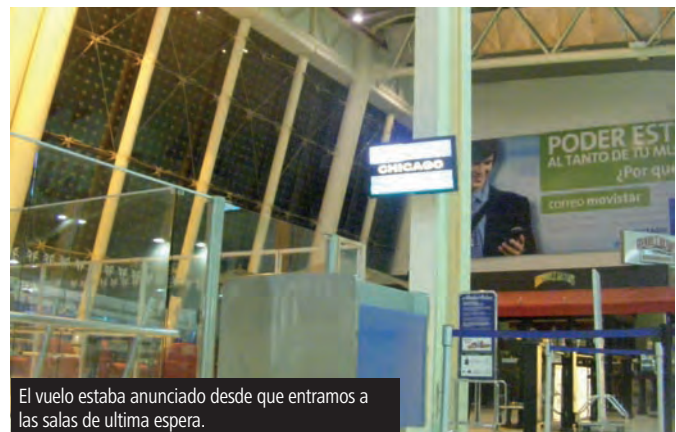 CHICAGO
PODER EST
AL TANTO DE TU MU
¿Por que
correo movistar
El vuelo estaba anunciado desde que entramos a
las salas de ultima espera.